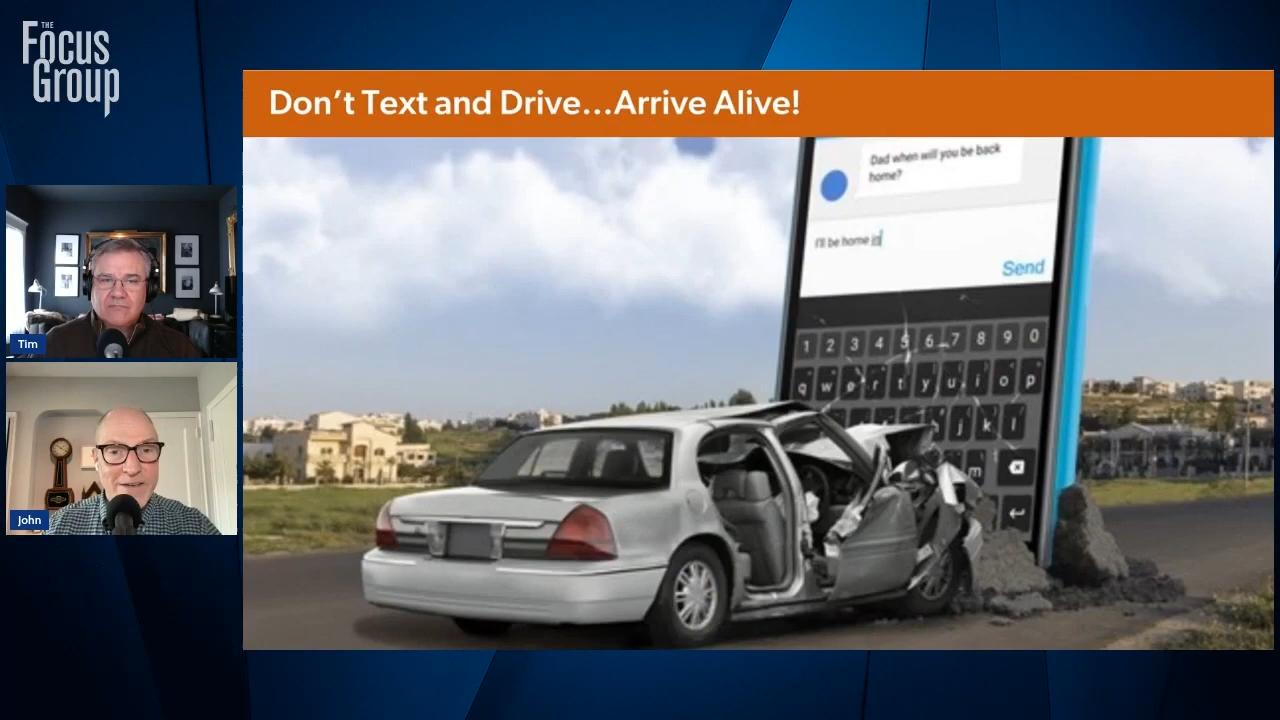 THE
Focus
Group
Don't Text and Drive...Arrive Alive!
Dad when will you be back
home?
I'll be home in
Send
1 2 3 4 5 6 7 8 9 0
q w e r t y u i o p
j k l
m
Tim
John